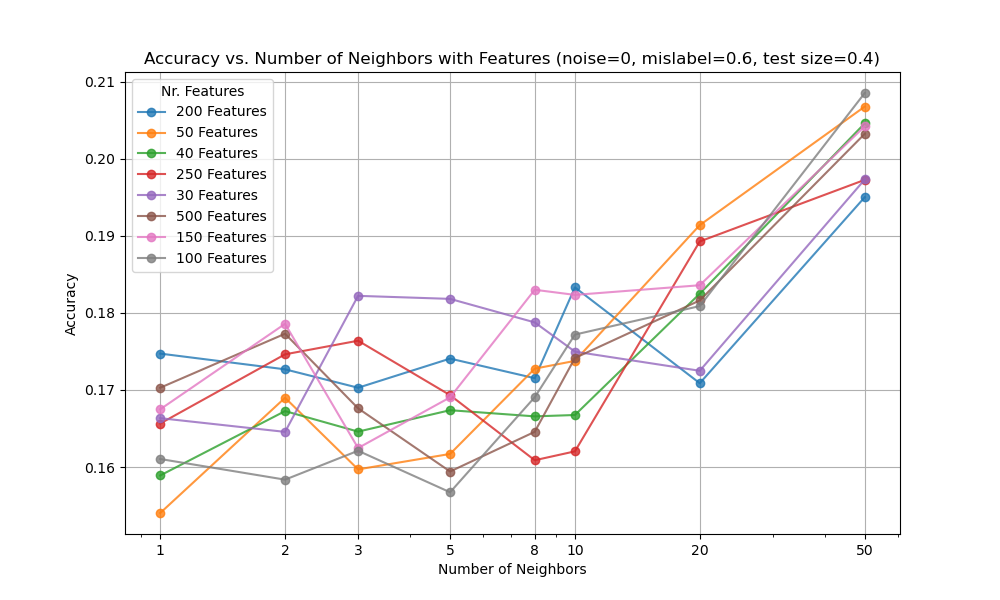 Accuracy vs. Number of Neighbors with Features (noise=0, mislabel=0.6, test size=0.4)
0.21
0.20
0.19
0.18
0.17
0.16
Accuracy
Nr. Features
200 Features
50 Features
40 Features
250 Features
30 Features
500 Features
150 Features
100 Features
1 2 3 5 8 10 20 50
Number of Neighbors